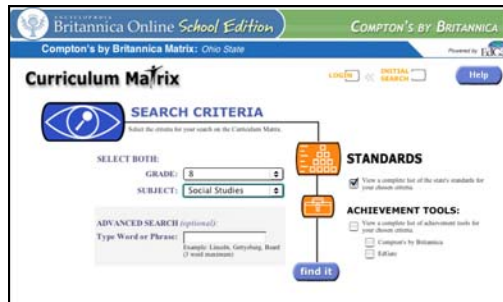 ENCYCLOPÆDIA
Britannica Online School Edition
COMPTON'S BY BRITANNICA
Compton's by Britannica Matrix: Ohio State
Powered by
Curriculum Matrix
LOGIN
INITIAL SEARCH
Help
SEARCH CRITERIA
Select the criteria for your search on the Curriculum Matrix.
SELECT BOTH:
GRADE: 8
SUBJECT: Social Studies
STANDARDS
View a complete list of the state's standards for
your chosen criteria.
ACHIEVEMENT TOOLS:
View a complete list of achievement tools for
your chosen criteria.
Compton's by Britannica
EdGate
ADVANCED SEARCH (optional):
Type Word or Phrase:
Example: Lincoln, Gettysburg, Board
(3 word maximum)
find it